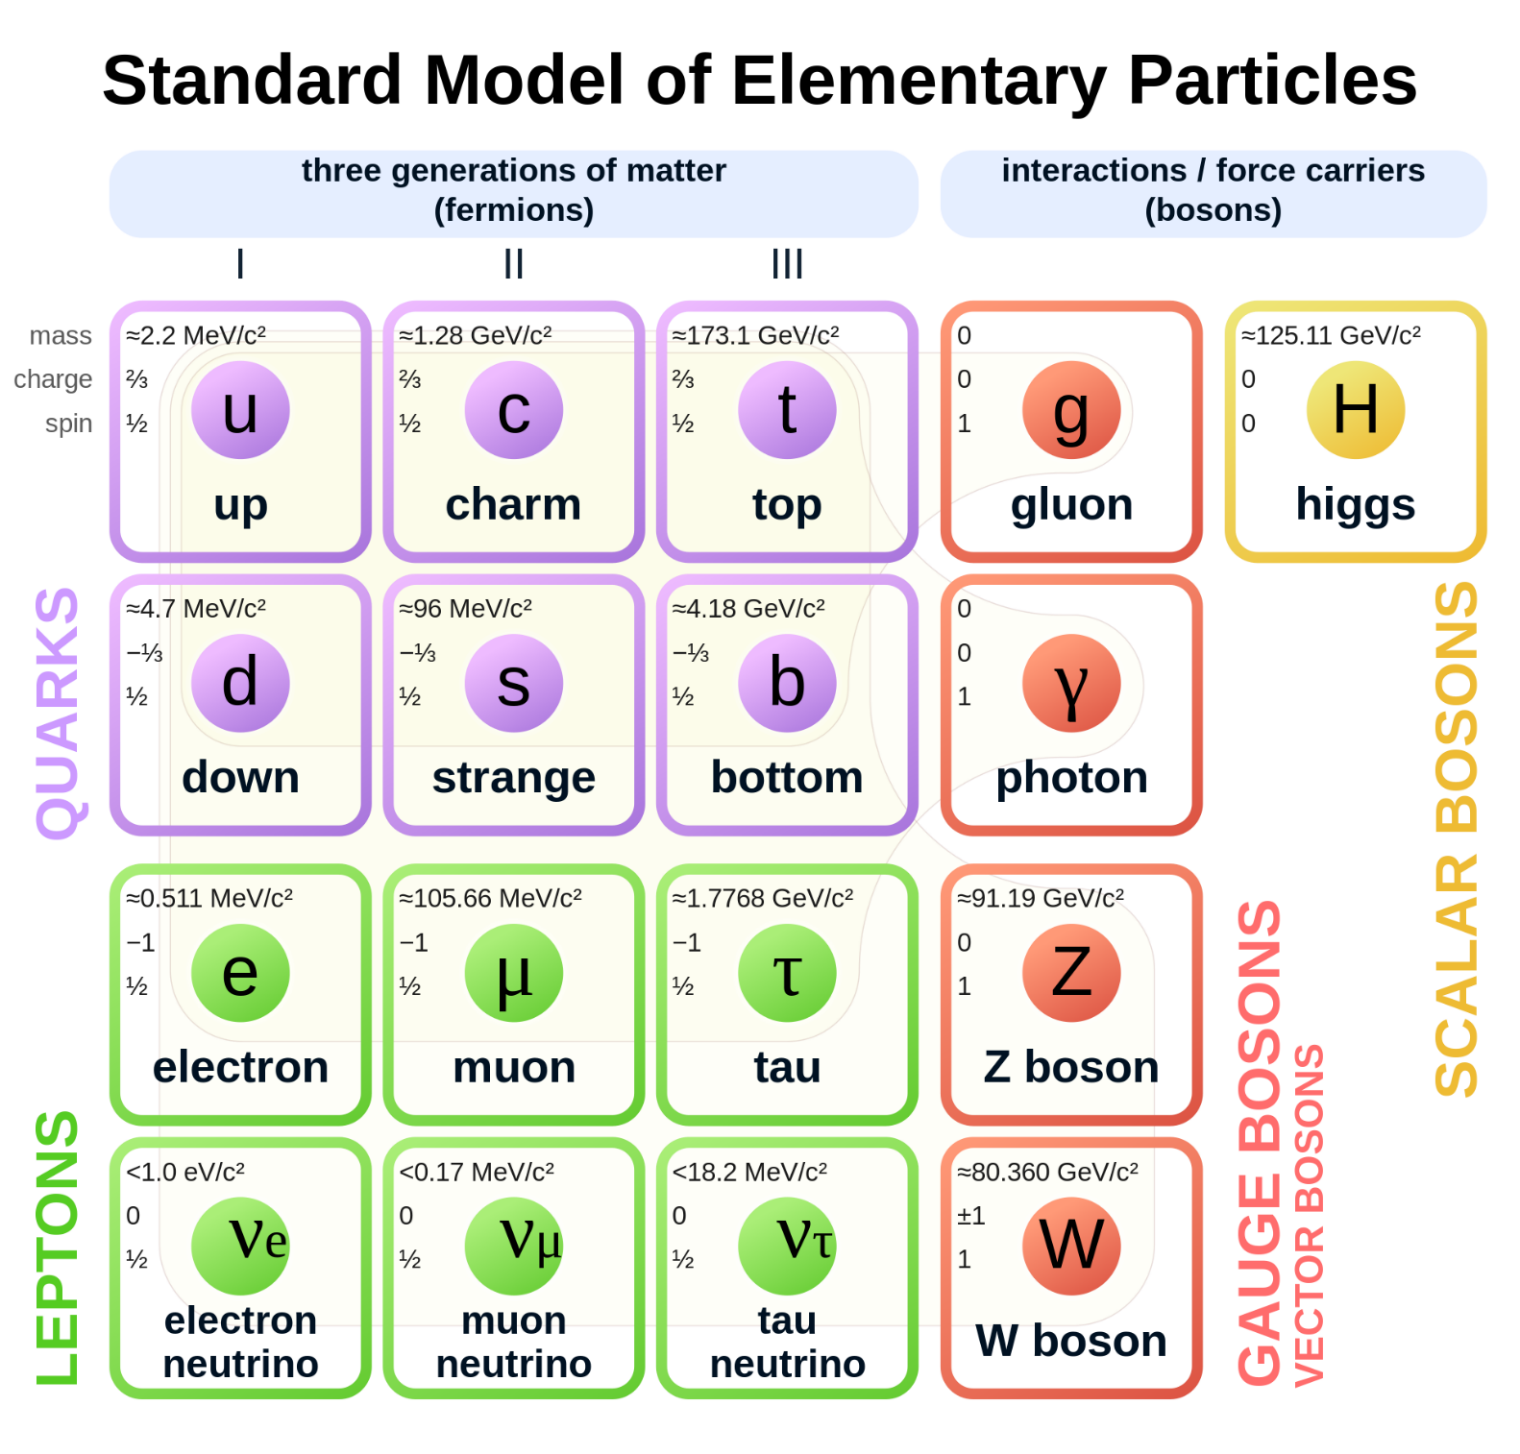 Standard Model of Elementary Particles
three generations of matter
(fermions)
interactions / force carriers
(bosons)
I
II
III
mass
charge
spin
≈2.2 MeV/c²
⅔
½
u
up
≈1.28 GeV/c²
⅔
½
c
charm
≈173.1 GeV/c²
⅔
½
t
top
0
0
1
g
gluon
≈125.11 GeV/c²
0
0
H
higgs
QUARKS
≈4.7 MeV/c²
−⅓
½
d
down
≈96 MeV/c²
−⅓
½
s
strange
≈4.18 GeV/c²
−⅓
½
b
bottom
0
0
1
γ
photon
SCALAR BOSONS
≈0.511 MeV/c²
−1
½
e
electron
≈105.66 MeV/c²
−1
½
μ
muon
≈1.7768 GeV/c²
−1
½
τ
tau
≈91.19 GeV/c²
0
1
Z
Z boson
LEPTONS
<1.0 eV/c²
0
½
νe
electron
neutrino
<0.17 MeV/c²
0
½
νμ
muon
neutrino
<18.2 MeV/c²
0
½
ντ
tau
neutrino
≈80.360 GeV/c²
±1
1
W
W boson
GAUGE BOSONS
VECTOR BOSONS